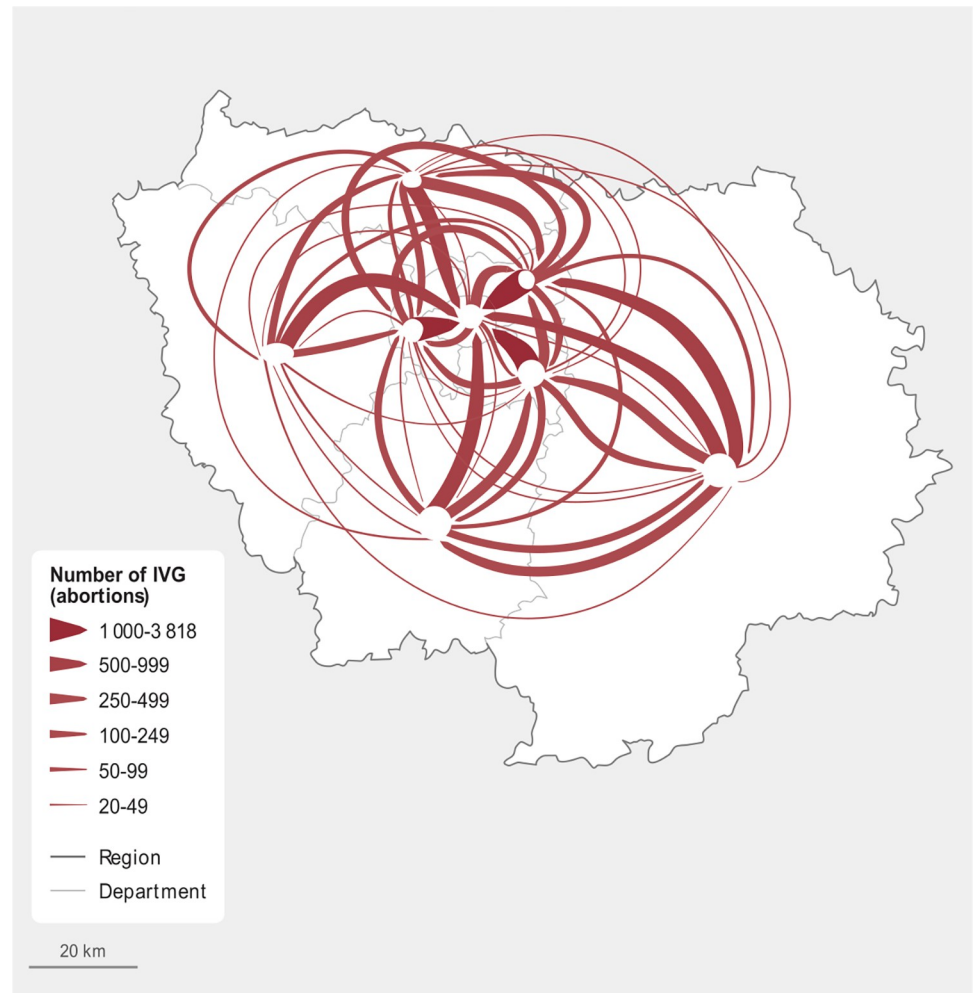 Number of IVG
(abortions)
1 000-3 818
500-999
250-499
100-249
50-99
20-49
Region
Department
20 km